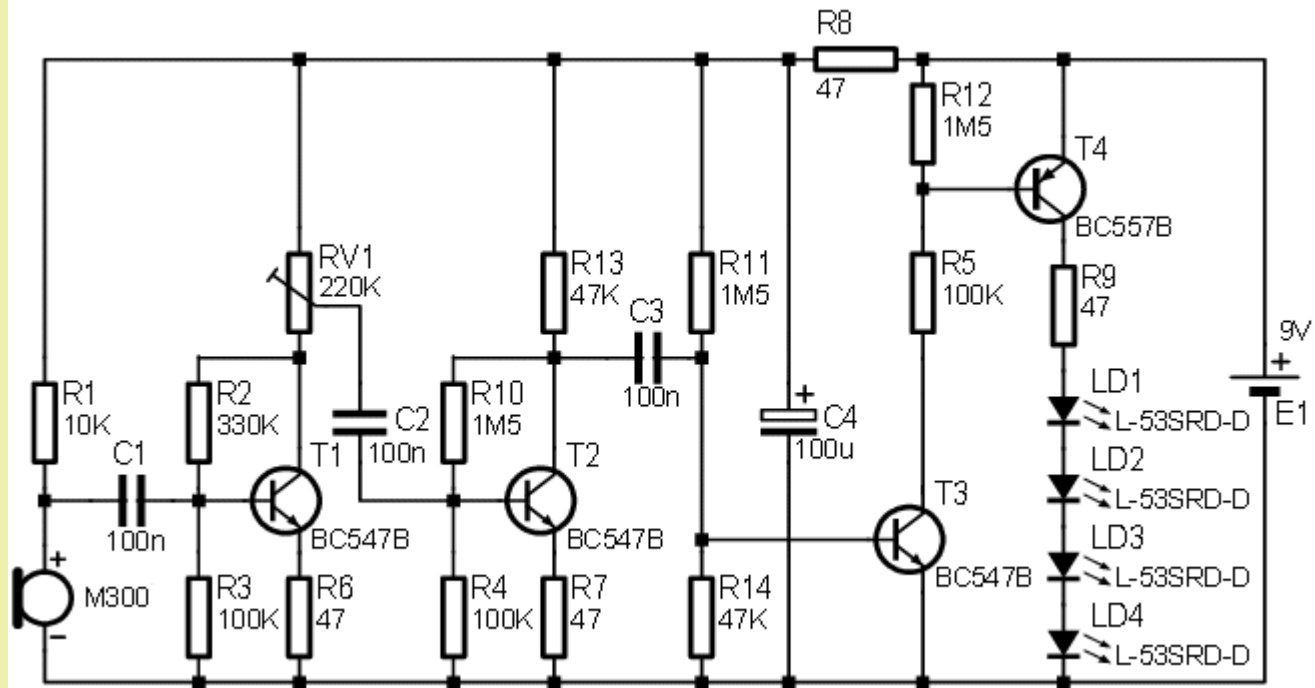 R8
47
R12
1M5
T4
BC557B
RV1
220K
R13
47K
C3
100n
R11
1M5
R5
100K
R9
47
9V
+
E1
R1
10K
C1
100n
R2
330K
C2
100n
R10
1M5
+
C4
100u
LD1
L-53SRD-D
LD2
L-53SRD-D
T1
BC547B
T2
BC547B
T3
BC547B
LD3
L-53SRD-D
+
M300
−
R3
100K
R6
47
R4
100K
R7
47
R14
47K
LD4
L-53SRD-D